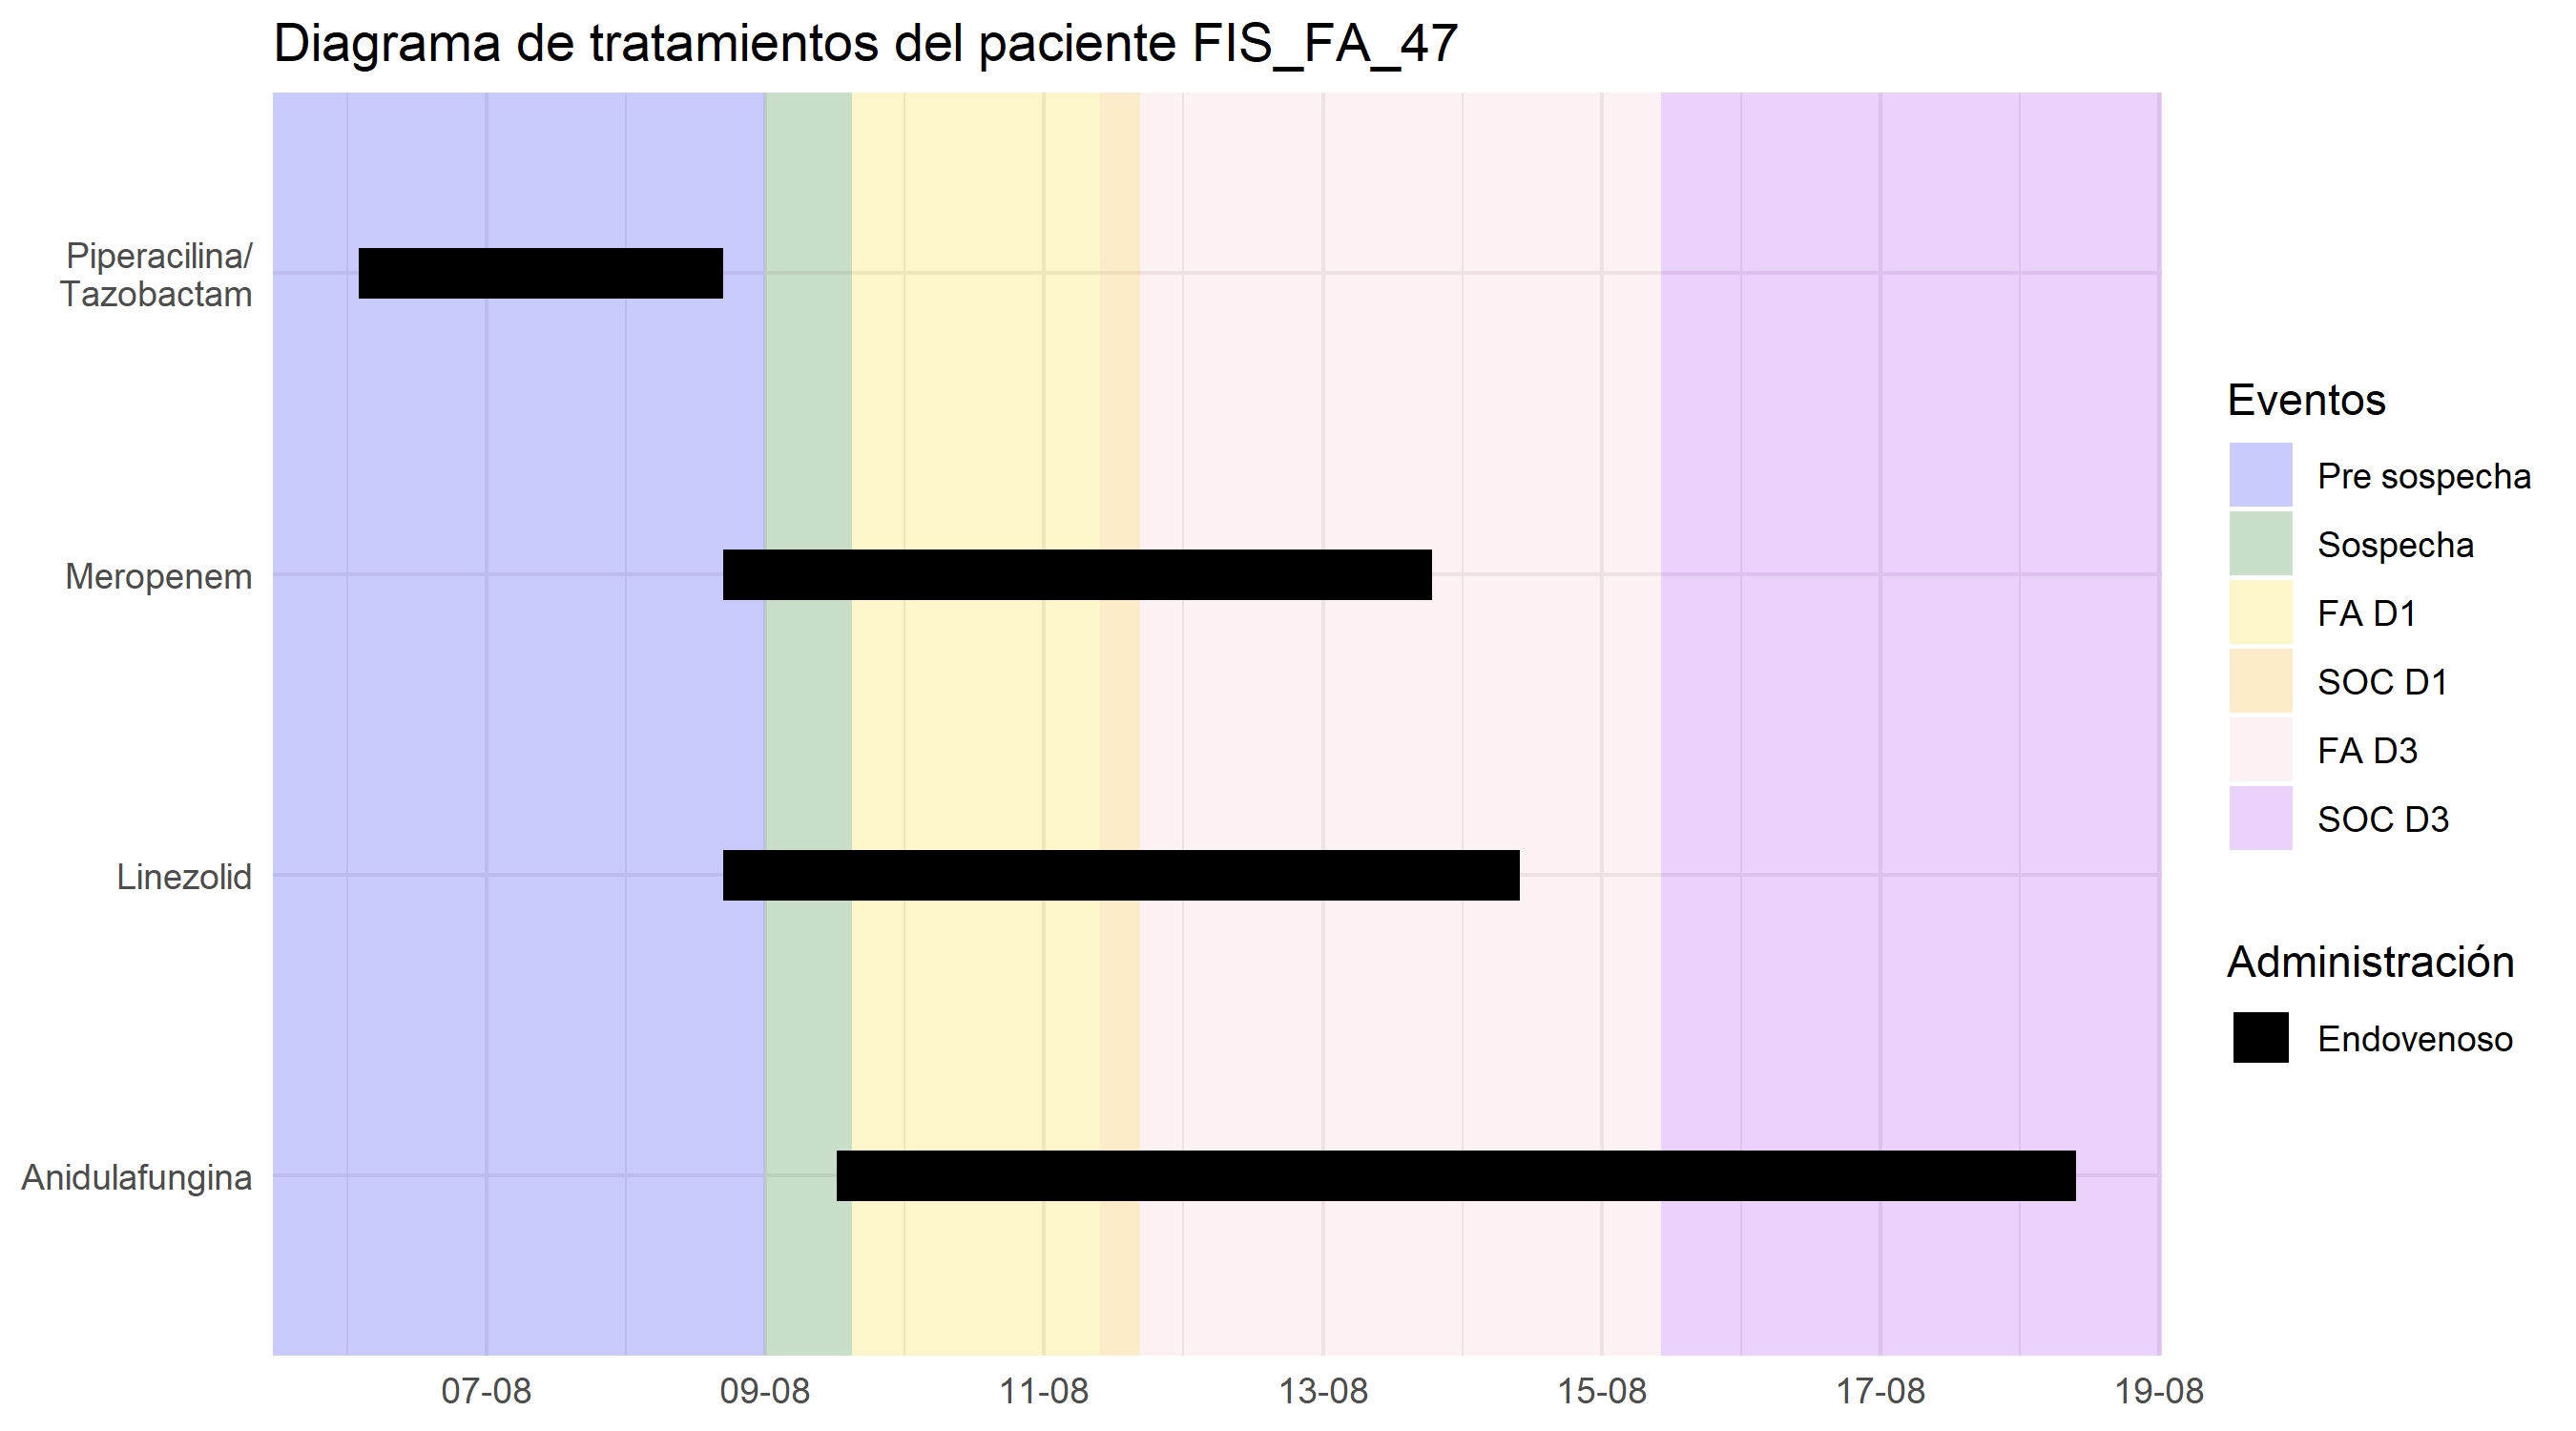 Diagrama de tratamientos del paciente FIS_FA_47
Piperacilina/
Tazobactam
Meropenem
Linezolid
Anidulafungina
07-08
09-08
11-08
13-08
15-08
17-08
19-08
Eventos
Pre sospecha
Sospecha
FA D1
SOC D1
FA D3
SOC D3
Administración
Endovenoso